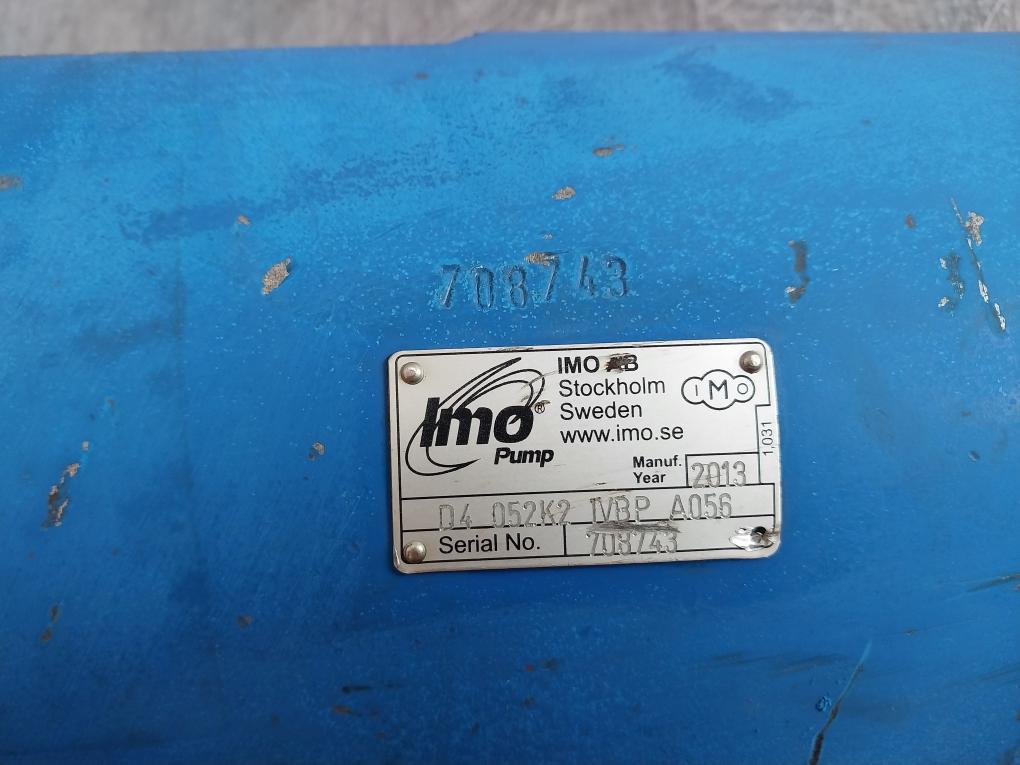 708743
Imo®
Pump
IMO AB
Stockholm
Sweden
www.imo.se
IMO
1,031
Manuf.
Year
2013
D4 052K2 IVBP A056
Serial No. 708743